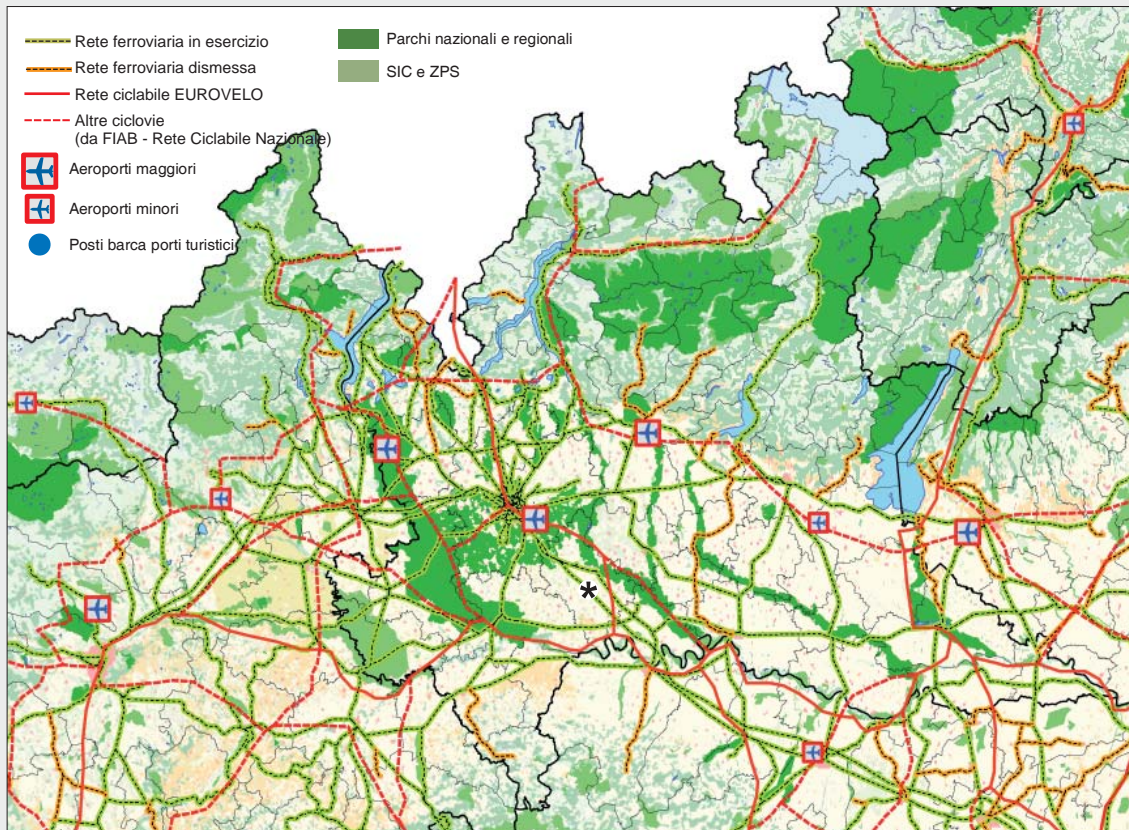 Rete ferroviaria in esercizio
Rete ferroviaria dismessa
Rete ciclabile EUROVELO
Altre ciclovie
(da FIAB - Rete Ciclabile Nazionale)
Aeroporti maggiori
Aeroporti minori
Posti barca porti turistici
Parchi nazionali e regionali
SIC e ZPS
*